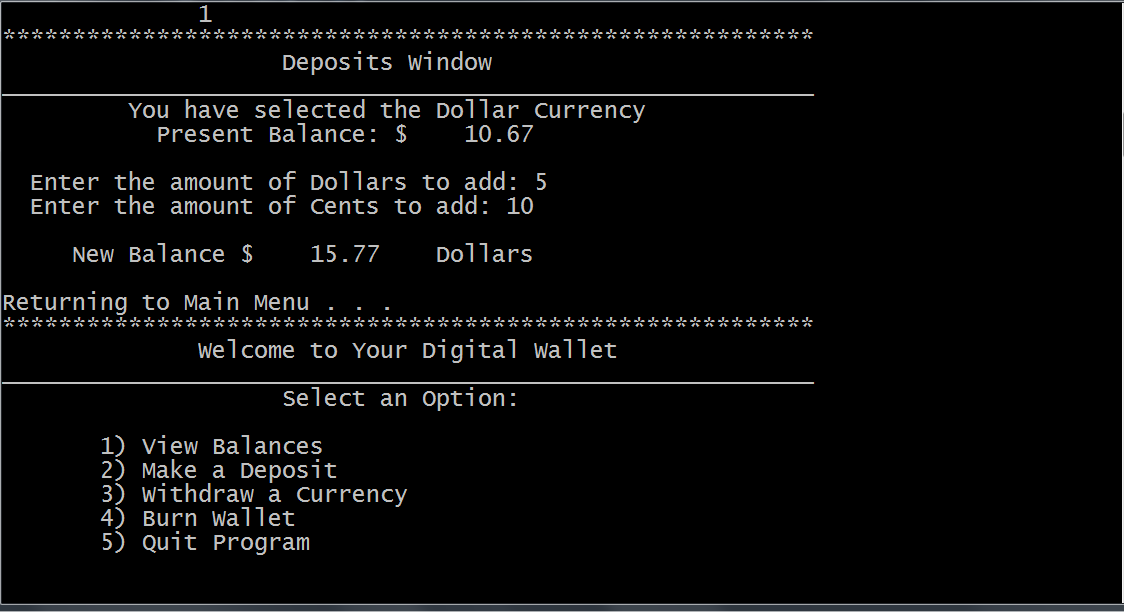 1
**********************************************************
Deposits Window
__________________________________________________________
You have selected the Dollar Currency
Present Balance: $    10.67
Enter the amount of Dollars to add: 5
Enter the amount of Cents to add: 10
New Balance $    15.77    Dollars
Returning to Main Menu . . .
**********************************************************
Welcome to Your Digital Wallet
__________________________________________________________
Select an Option:
1) View Balances
2) Make a Deposit
3) Withdraw a Currency
4) Burn Wallet
5) Quit Program